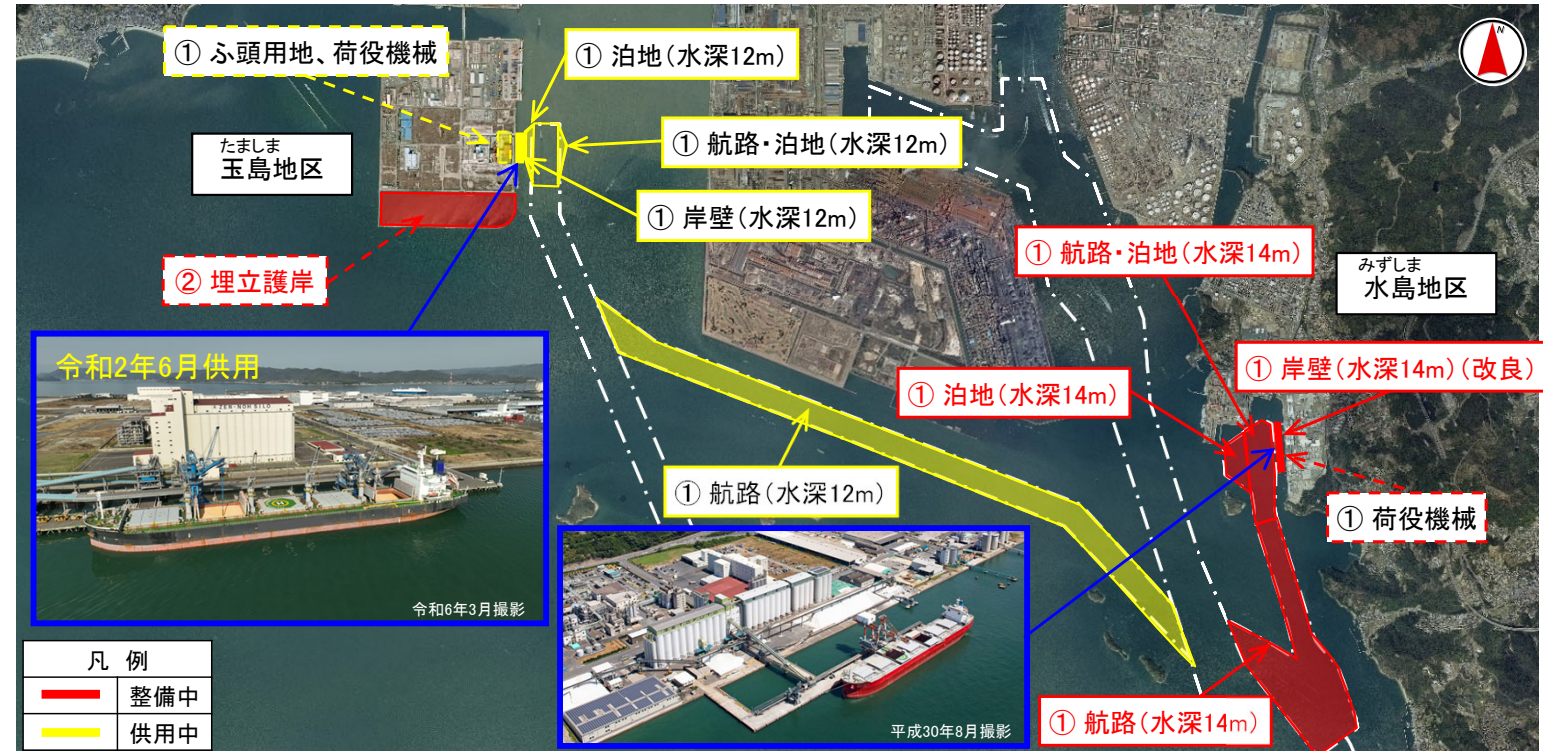 ① ふ頭用地、荷役機械
① 泊地(水深12m)
N
① 航路・泊地(水深12m)
たましま
玉島地区
① 岸壁(水深12m)
① 航路・泊地(水深14m)
みずしま
水島地区
② 埋立護岸
令和2年6月供用
ZEN-NOH SILO
令和6年3月撮影
① 岸壁(水深14m)(改良)
① 泊地(水深14m)
① 航路(水深12m)
① 荷役機械
平成30年8月撮影
① 航路(水深14m)
凡 例
整備中
供用中